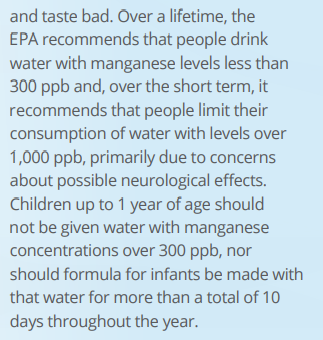 and taste bad. Over a lifetime, the
EPA recommends that people drink
water with manganese levels less than
300 ppb and, over the short term, it
recommends that people limit their
consumption of water with levels over
1,000 ppb, primarily due to concerns
about possible neurological effects.
Children up to 1 year of age should
not be given water with manganese
concentrations over 300 ppb, nor
should formula for infants be made with
that water for more than a total of 10
days throughout the year.